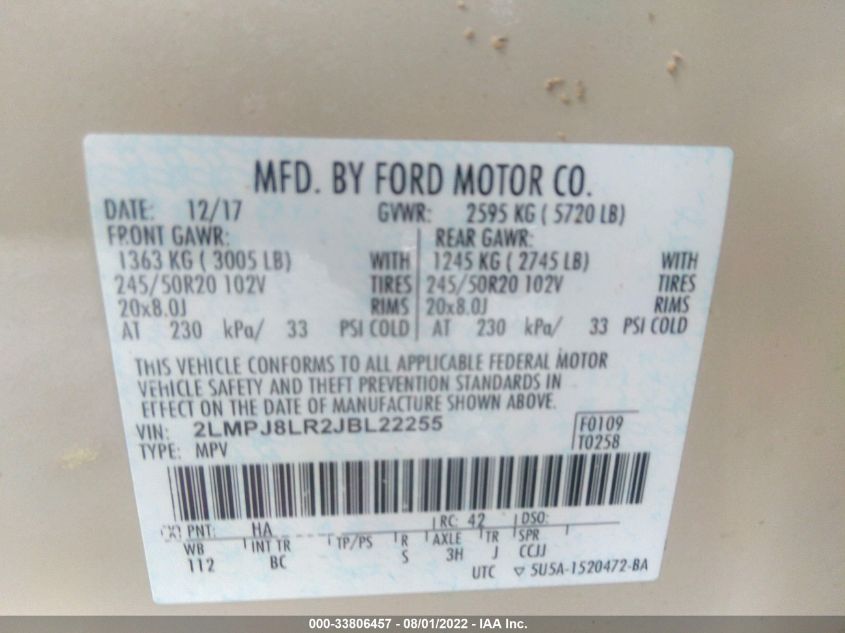 MFD. BY FORD MOTOR CO.
DATE: 12/17 GVWR: 2595 KG ( 5720 LB)
FRONT GAWR: REAR GAWR:
1363 KG ( 3005 LB) WITH 1245 KG ( 2745 LB) WITH
245/50R20 102V TIRES 245/50R20 102V TIRES
20x8.0J RIMS 20x8.0J RIMS
AT 230 kPa/ 33 PSI COLD AT 230 kPa/ 33 PSI COLD
THIS VEHICLE CONFORMS TO ALL APPLICABLE FEDERAL MOTOR
VEHICLE SAFETY AND THEFT PREVENTION STANDARDS IN
EFFECT ON THE DATE OF MANUFACTURE SHOWN ABOVE.
VIN: 2LMPJ8LR2JBL22255 F0109
TYPE: MPV T0258
EXT PNT: HA RC: 42 DSO:
WB INT TR TP/PS R AXLE TR SPR
112 BC S 3H J CCJJ
UTC ▽ 5U5A-1520472-BA
000-33806457 - 08/01/2022 - IAA Inc.